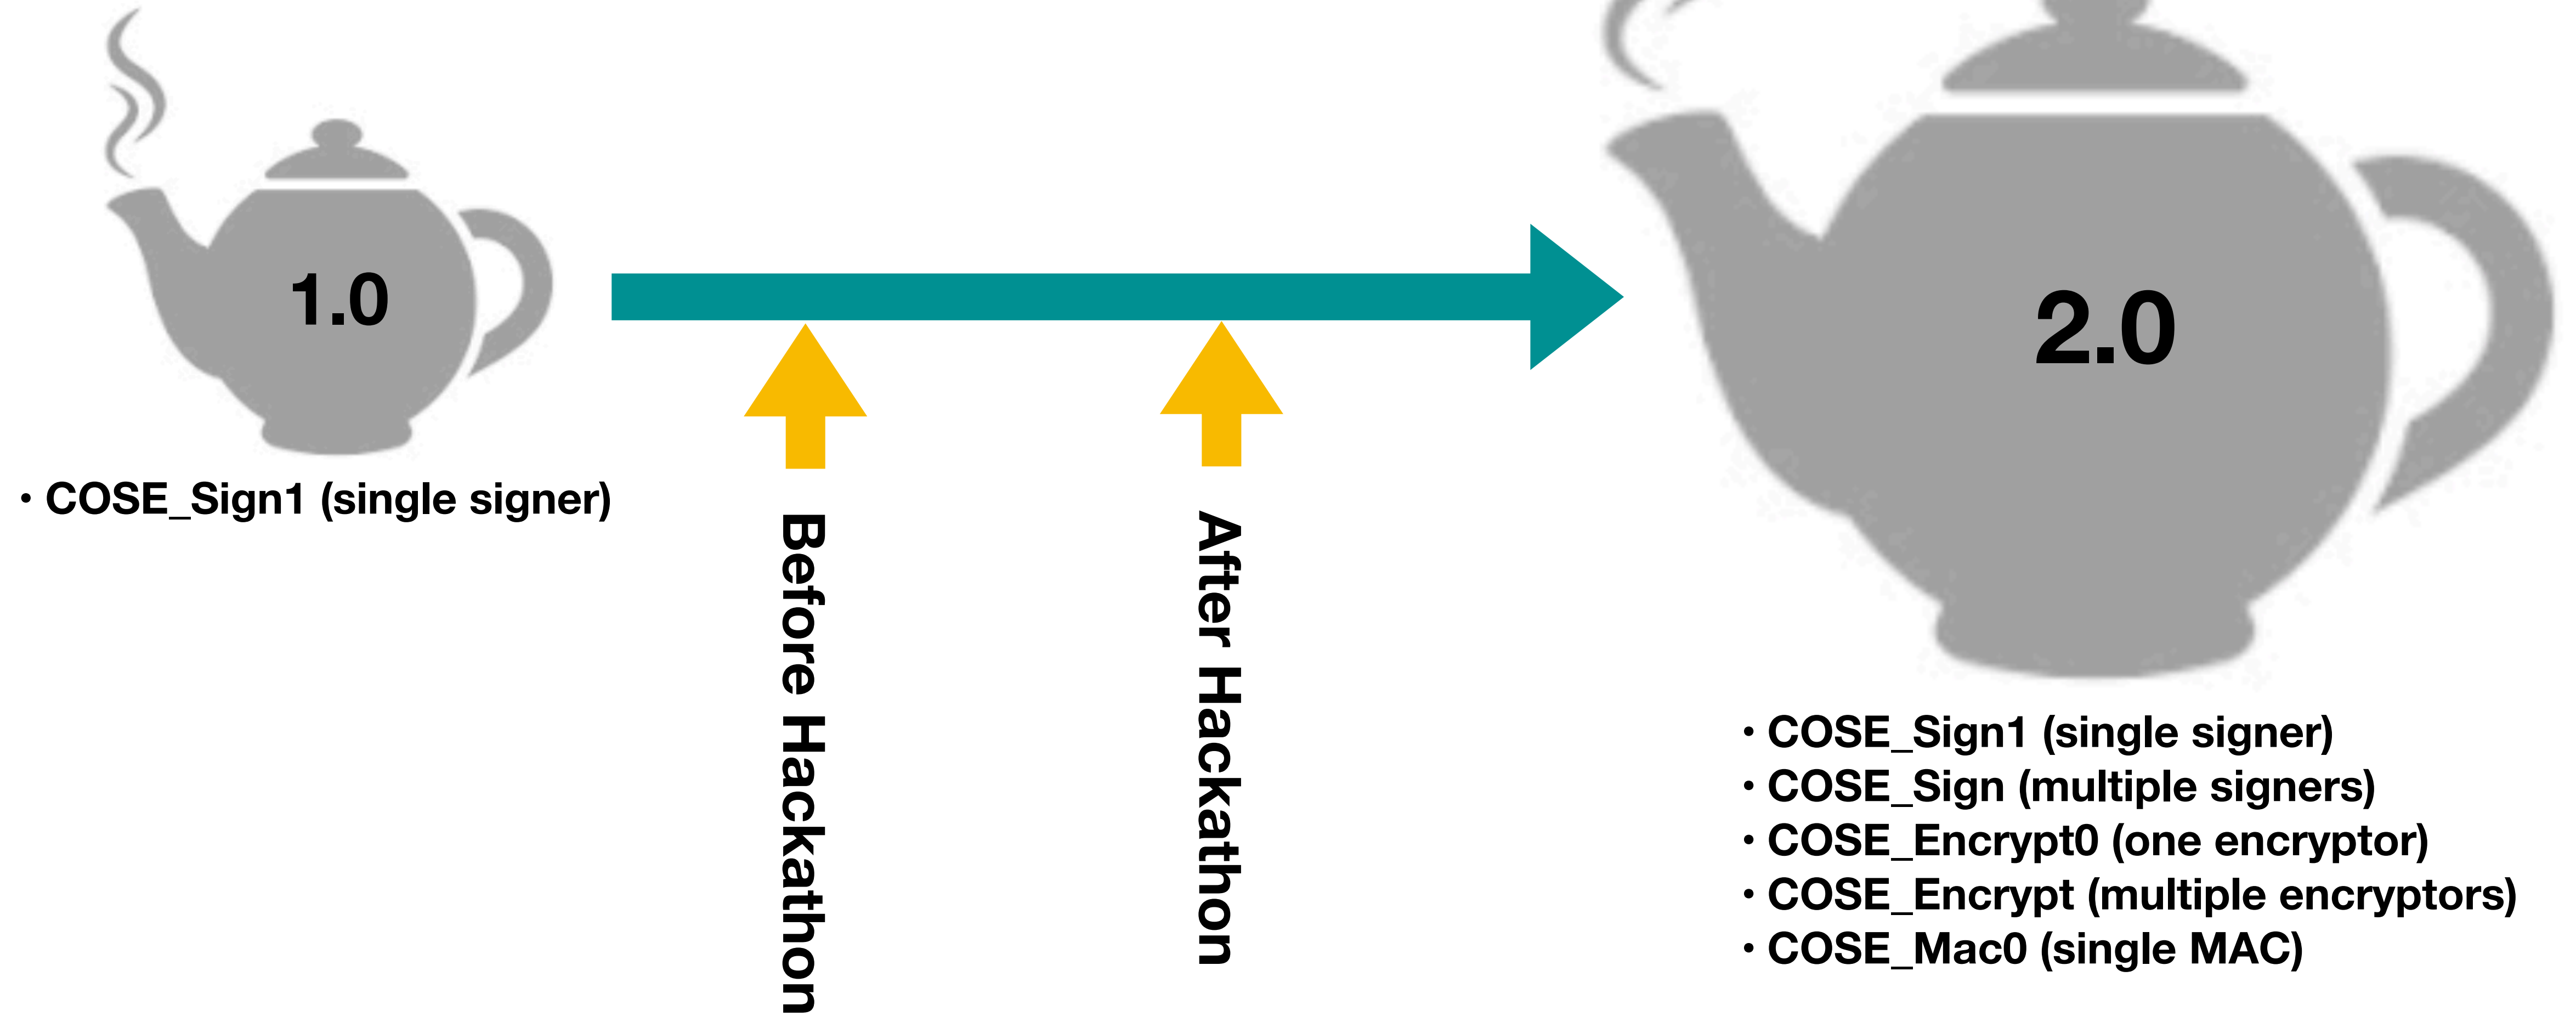 1.0
• COSE_Sign1 (single signer)
Before Hackathon
After Hackathon
2.0
• COSE_Sign1 (single signer)
• COSE_Sign (multiple signers)
• COSE_Encrypt0 (one encryptor)
• COSE_Encrypt (multiple encryptors)
• COSE_Mac0 (single MAC)